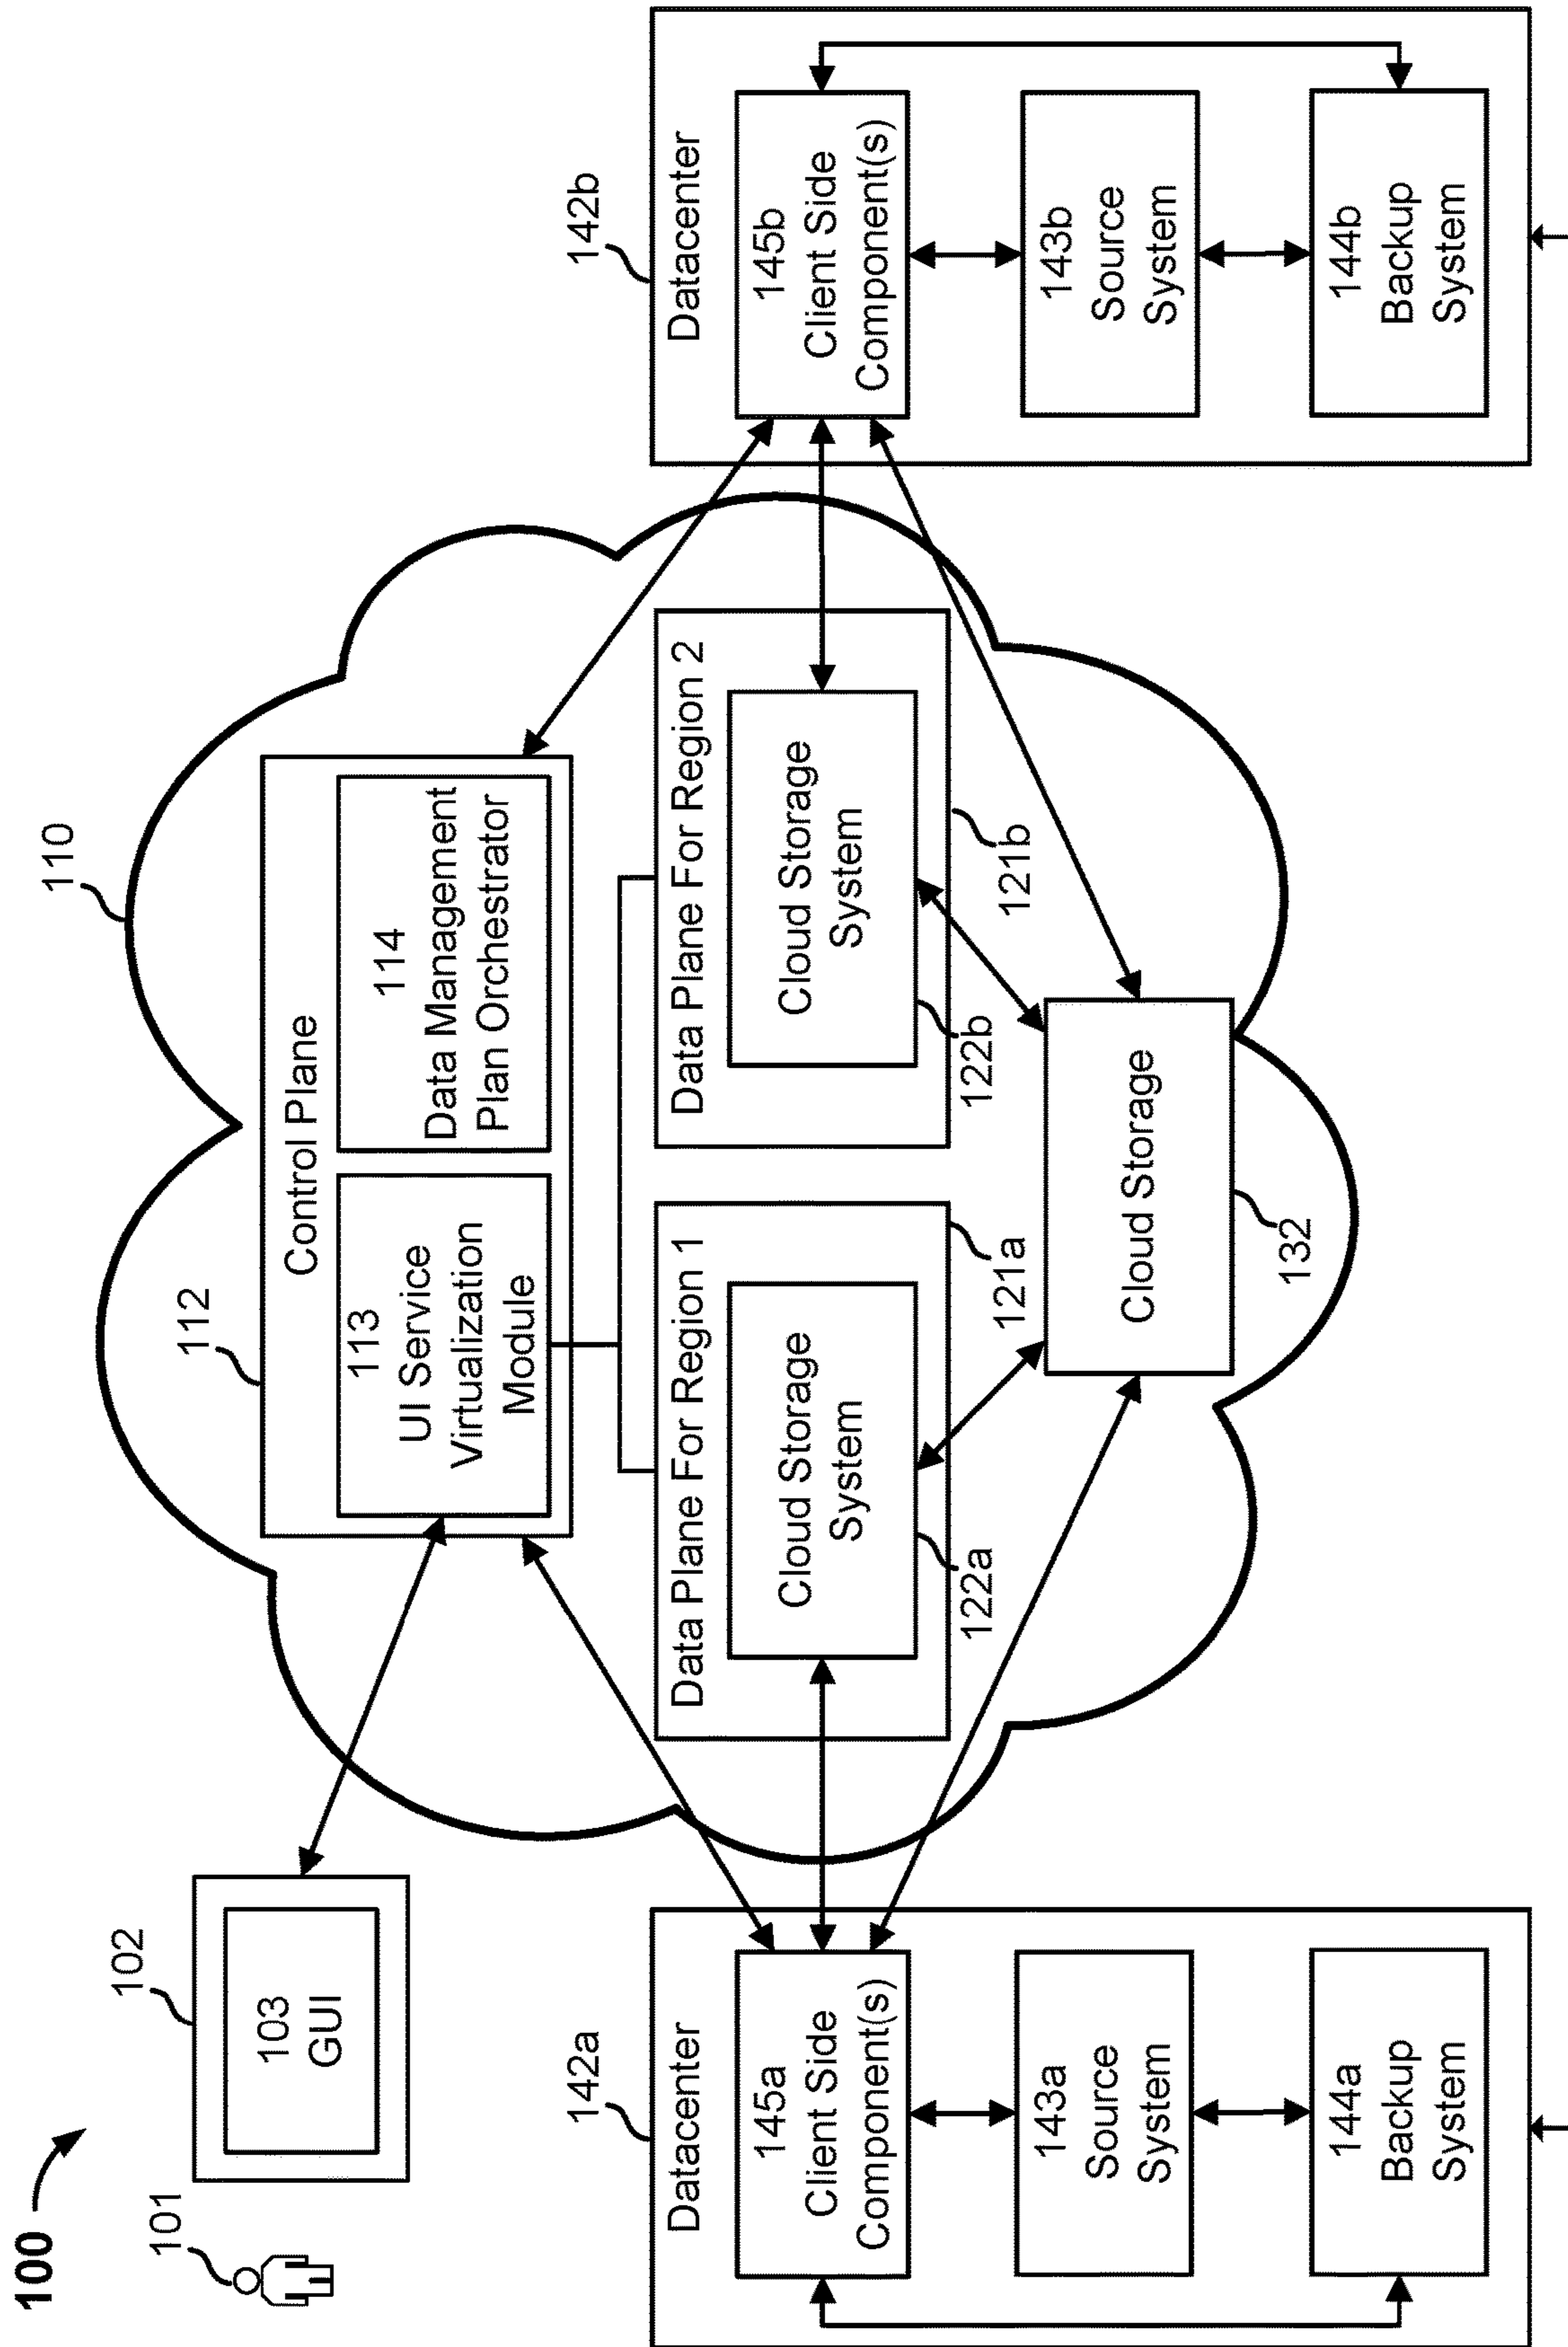 100
101
102
103
GUI
110
112
Control Plane
113
UI Service
Virtualization
Module
114
Data Management
Plan Orchestrator
142a
Datacenter
145a
Client Side
Component(s)
143a
Source
System
144a
Backup
System
Data Plane For Region 1
Cloud Storage
System
122a
121a
Data Plane For Region 2
Cloud Storage
System
122b
121b
Cloud Storage
132
142b
Datacenter
145b
Client Side
Component(s)
143b
Source
System
144b
Backup
System